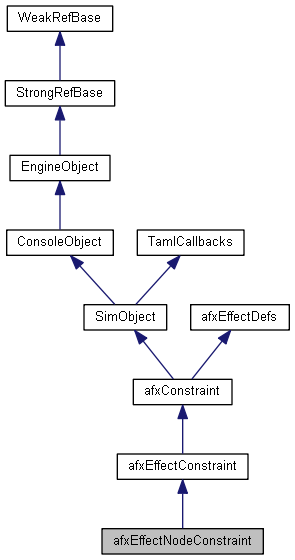 WeakRefBase
StrongRefBase
EngineObject
ConsoleObject
TamlCallbacks
SimObject
afxEffectDefs
afxConstraint
afxEffectConstraint
afxEffectNodeConstraint